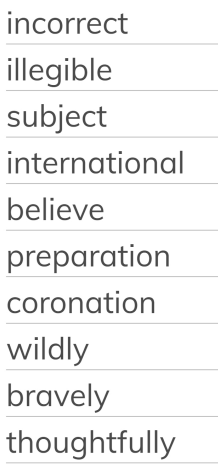 incorrect
illegible
subject
international
believe
preparation
coronation
wildly
bravely
thoughtfully